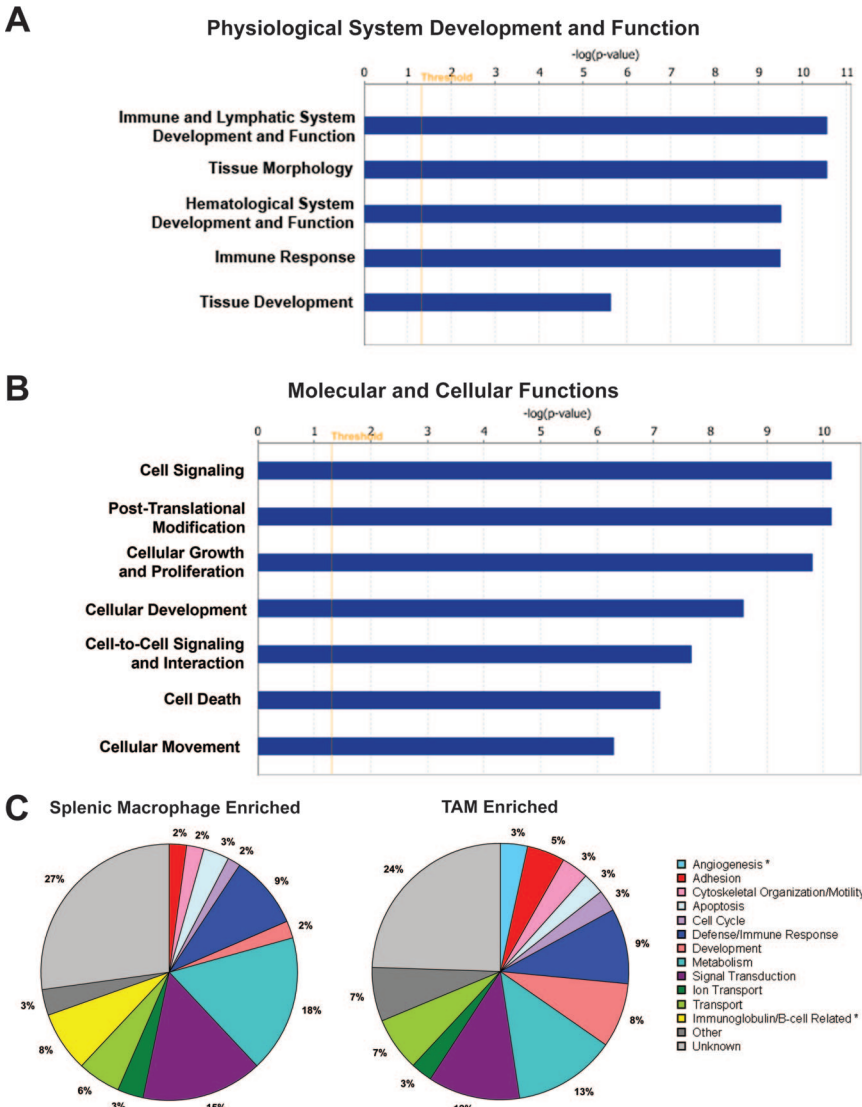 A
Physiological System Development and Function
-log(p-value)
0 1 2 3 4 5 6 7 8 9 10 11
Threshold
Immune and Lymphatic System
Development and Function
Tissue Morphology
Hematological System
Development and Function
Immune Response
Tissue Development
B
Molecular and Cellular Functions
-log(p-value)
0 1 2 3 4 5 6 7 8 9 10
Threshold
Cell Signaling
Post-Translational
Modification
Cellular Growth
and Proliferation
Cellular Development
Cell-to-Cell Signaling
and Interaction
Cell Death
Cellular Movement
C
Splenic Macrophage Enriched
2%
2%
3%
2%
9%
2%
18%
15%
3%
6%
8%
3%
27%
TAM Enriched
3%
5%
3%
3%
3%
9%
8%
13%
3%
7%
7%
24%
Angiogenesis *
Adhesion
Cytoskeletal Organization/Motility
Apoptosis
Cell Cycle
Defense/Immune Response
Development
Metabolism
Signal Transduction
Ion Transport
Transport
Immunoglobulin/B-cell Related *
Other
Unknown